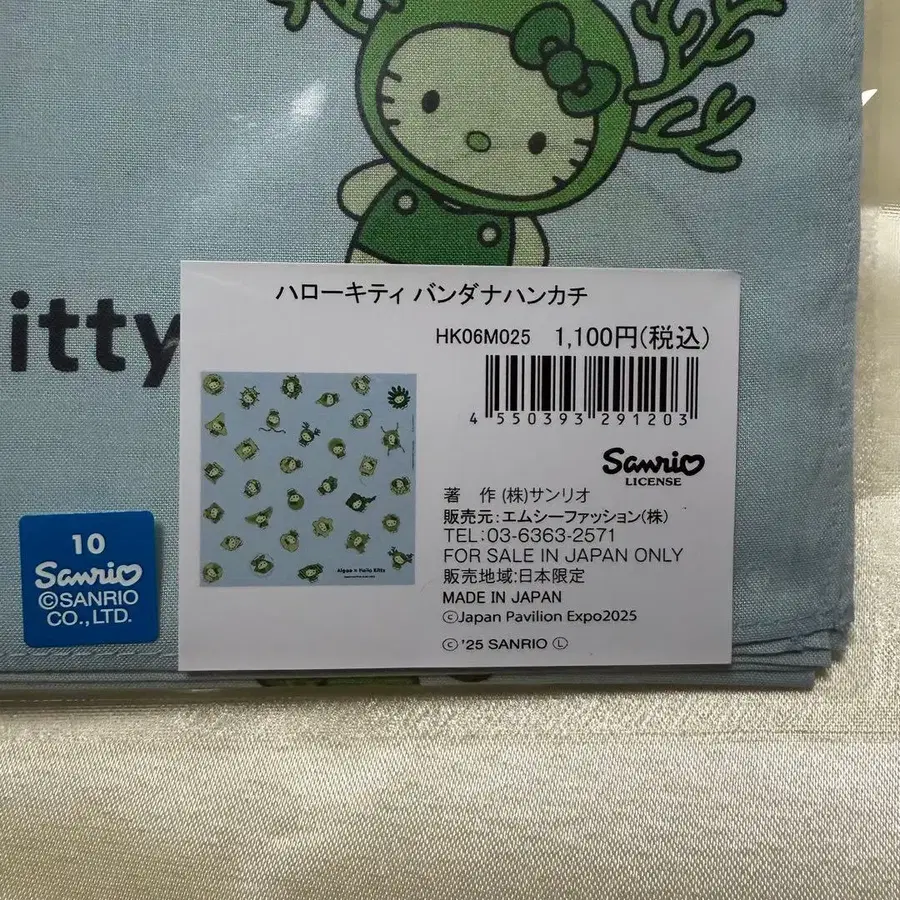 itty
ハローキティ バンダナハンカチ
HK06M025 1,100円(税込)
4 550393 291203
Sanrio
LICENSE
著 作 (株)サンリオ
販売元:エムシーファッション(株)
TEL:03-6363-2571
FOR SALE IN JAPAN ONLY
販売地域:日本限定
MADE IN JAPAN
©Japan Pavilion Expo2025
©'25 SANRIO Ⓛ
Algae × Hello Kitty
10
Sanrio
©SANRIO
CO.,LTD.